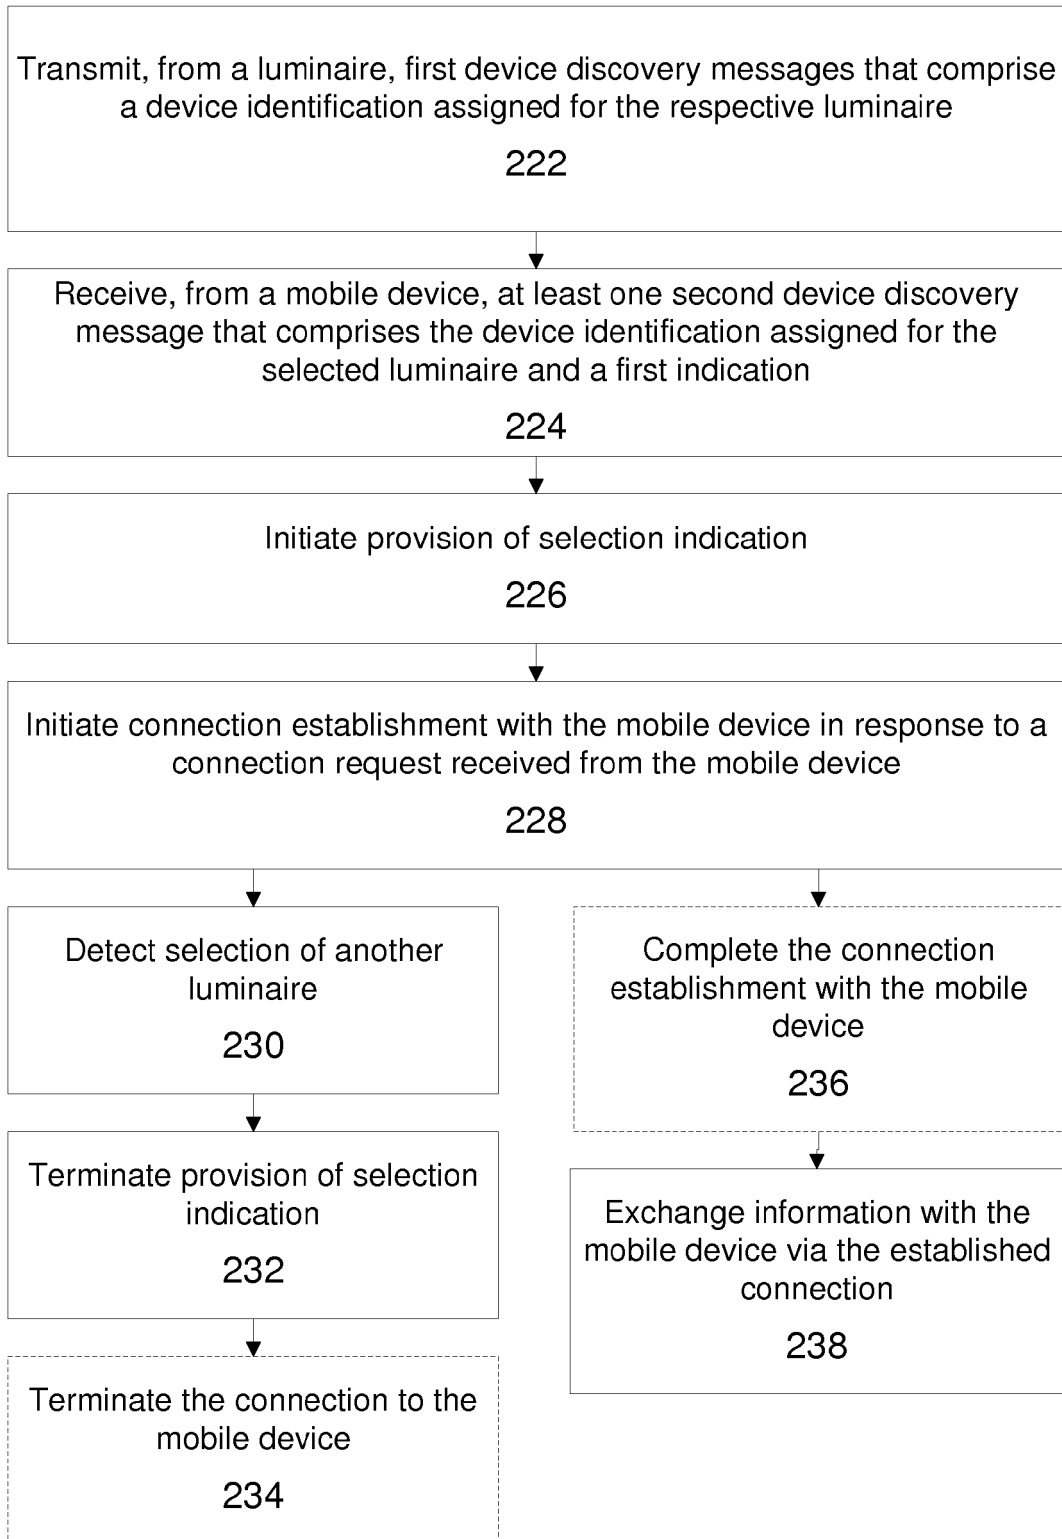 Transmit, from a luminaire, first device discovery messages that comprise
a device identification assigned for the respective luminaire
222
Receive, from a mobile device, at least one second device discovery
message that comprises the device identification assigned for the
selected luminaire and a first indication
224
Initiate provision of selection indication
226
Initiate connection establishment with the mobile device in response to a
connection request received from the mobile device
228
Detect selection of another
luminaire
230
Terminate provision of selection
indication
232
Terminate the connection to the
mobile device
234
Complete the connection
establishment with the mobile
device
236
Exchange information with the
mobile device via the established
connection
238